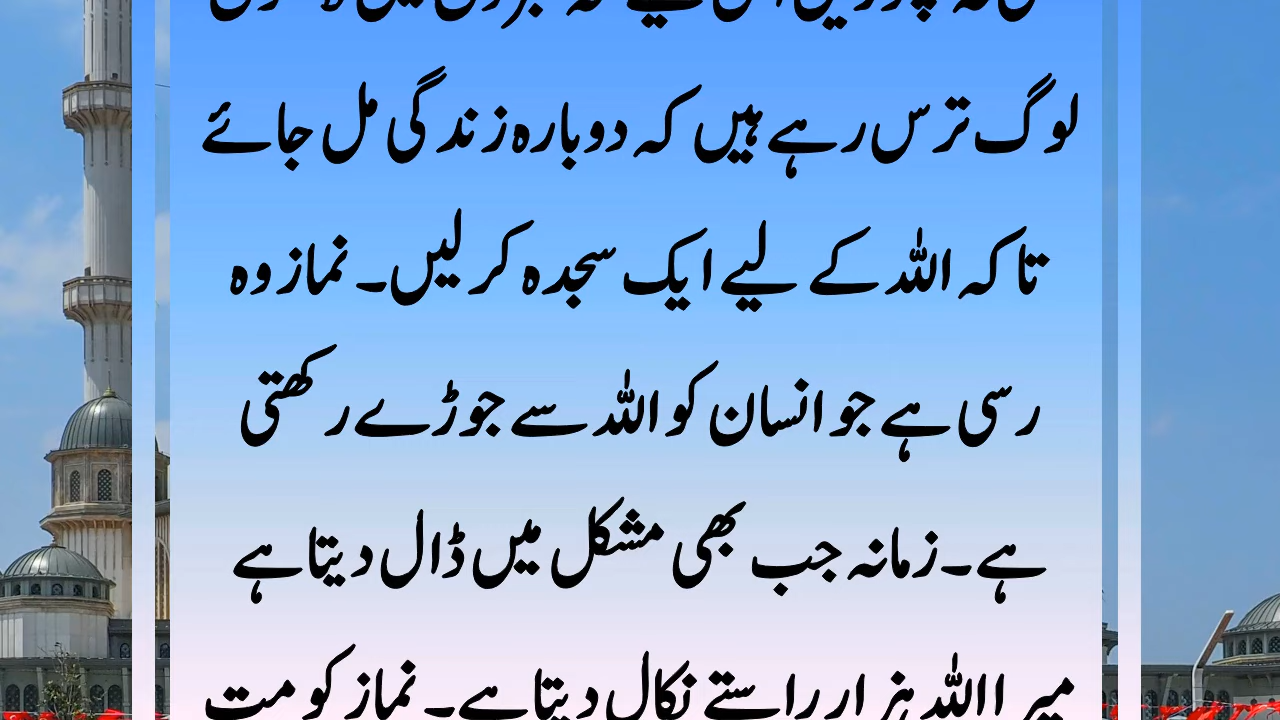 لوگ ترس رہے ہیں کہ دوبارہ زندگی مل جائے
تاکہ اللہ کے لیے ایک سجدہ کر لیں۔ نماز وہ
رسی ہے جو انسان کو اللہ سے جوڑے رکھتی
ہے۔ زمانہ جب بھی مشکل میں ڈال دیتا ہے
میرا اللہ ہزار راستے نکال دیتا ہے۔ نماز کو مت